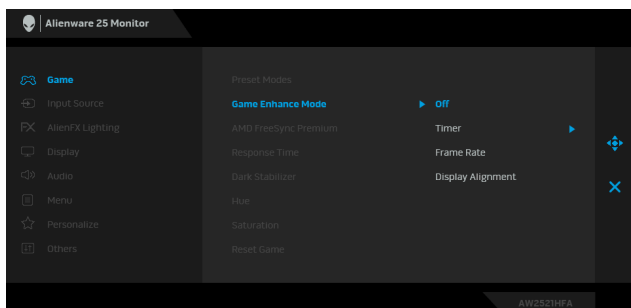 Alienware 25 Monitor
Game
Input Source
FX AlienFX Lighting
Display
Audio
Menu
Personalize
Others
Preset Modes
Game Enhance Mode
AMD FreeSync Premium
Response Time
Dark Stabilizer
Hue
Saturation
Reset Game
Off
Timer
Frame Rate
Display Alignment
AW2521HFA